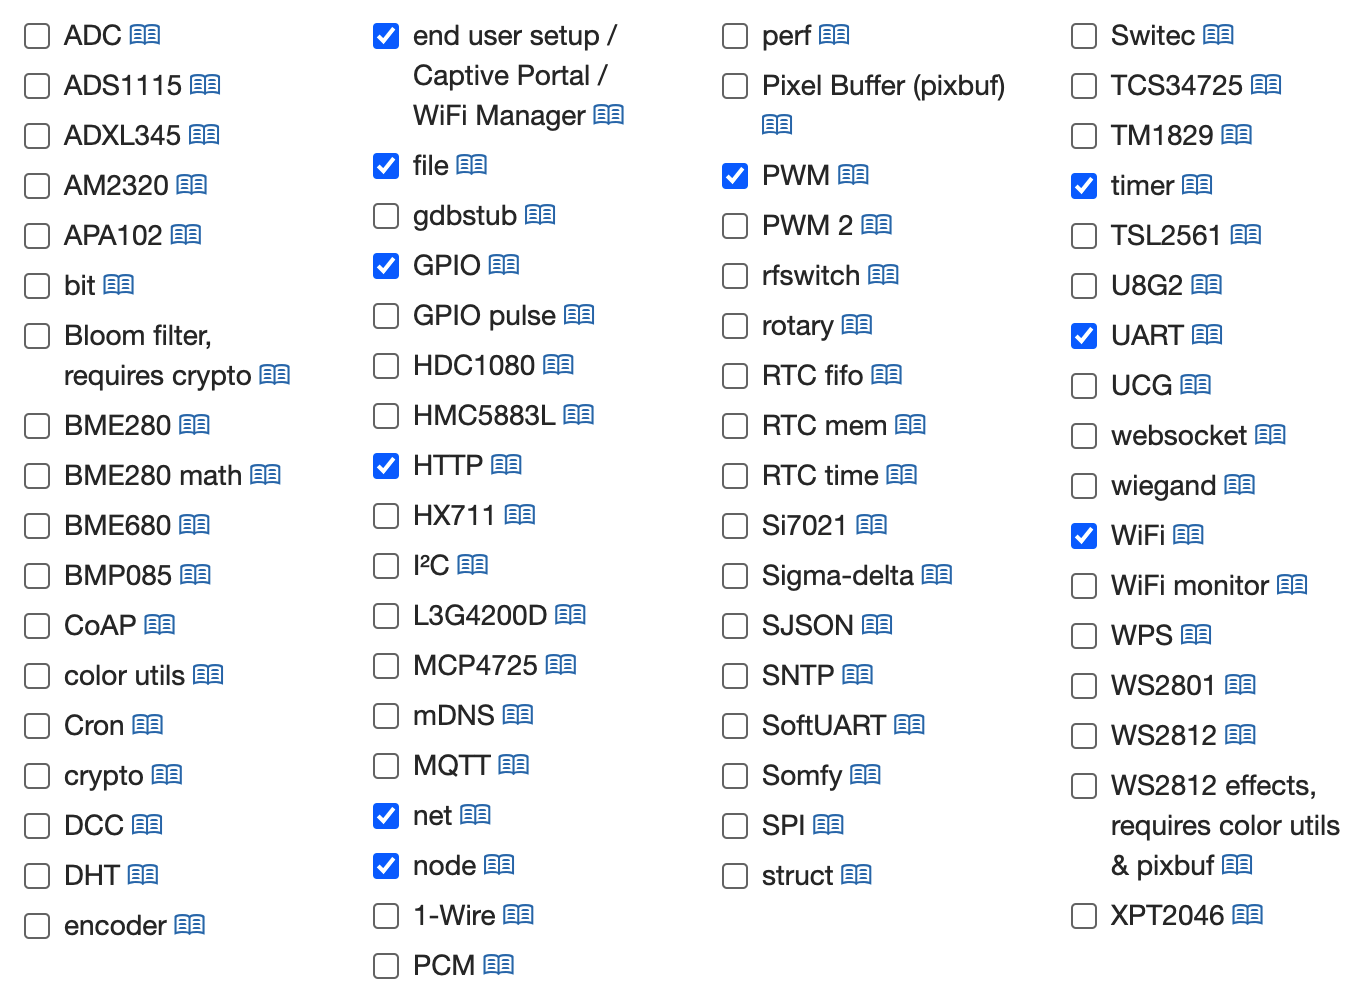 ADC
ADS1115
ADXL345
AM2320
APA102
bit
Bloom filter,
requires crypto
BME280
BME280 math
BME680
BMP085
CoAP
color utils
Cron
crypto
DCC
DHT
encoder
end user setup /
Captive Portal /
WiFi Manager
file
gdbstub
GPIO
GPIO pulse
HDC1080
HMC5883L
HTTP
HX711
I²C
L3G4200D
MCP4725
mDNS
MQTT
net
node
1-Wire
PCM
perf
Pixel Buffer (pixbuf)
PWM
PWM 2
rfswitch
rotary
RTC fifo
RTC mem
RTC time
Si7021
Sigma-delta
SJSON
SNTP
SoftUART
Somfy
SPI
struct
Switec
TCS34725
TM1829
timer
TSL2561
U8G2
UART
UCG
websocket
wiegand
WiFi
WiFi monitor
WPS
WS2801
WS2812
WS2812 effects,
requires color utils
& pixbuf
XPT2046